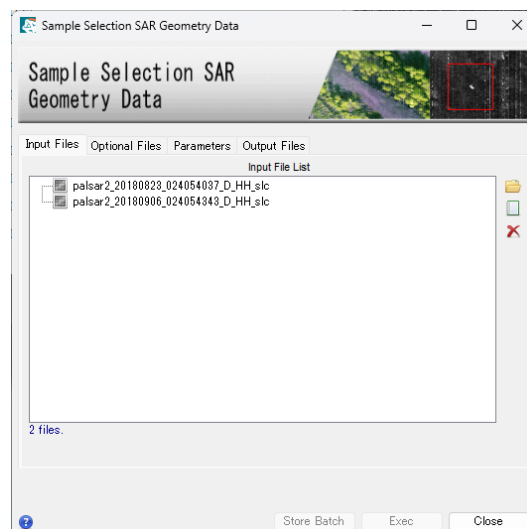 Sample Selection SAR Geometry Data
Sample Selection SAR
Geometry Data
Input Files Optional Files Parameters Output Files
Input File List
palsar2_20180823_024054037_D_HH_slc
palsar2_20180906_024054343_D_HH_slc
2 files.
Store Batch Exec Close